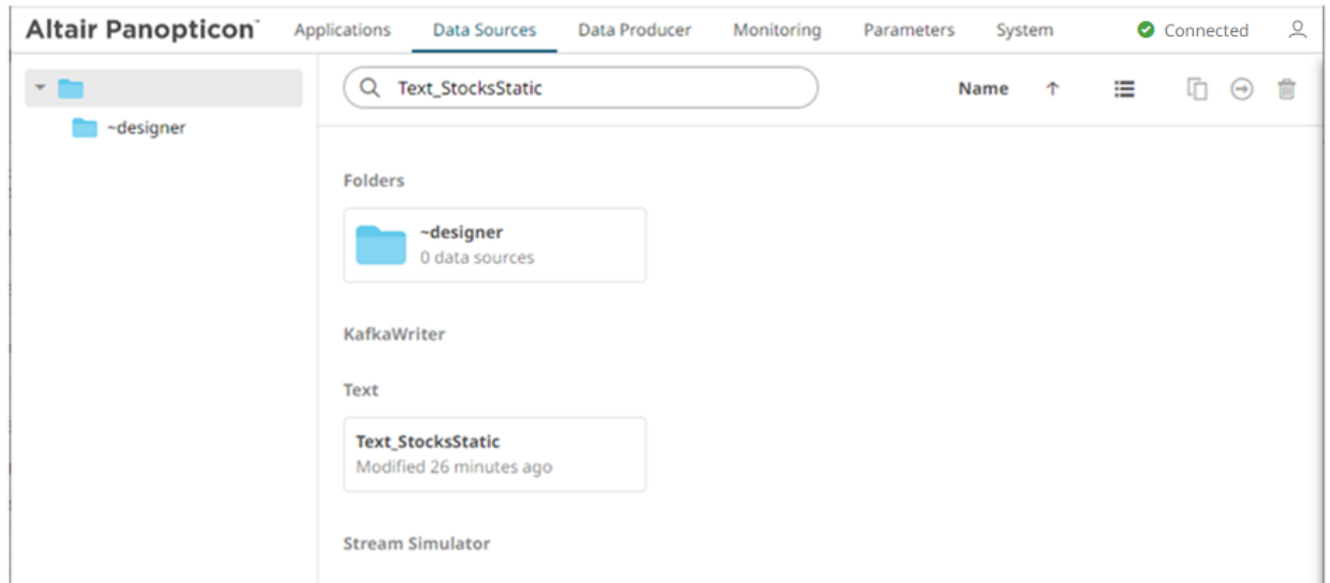 Altair Panopticon™ Applications Data Sources Data Producer Monitoring Parameters System Connected
Text_StocksStatic Name
~designer
Folders
~designer
0 data sources
KafkaWriter
Text
Text_StocksStatic
Modified 26 minutes ago
Stream Simulator